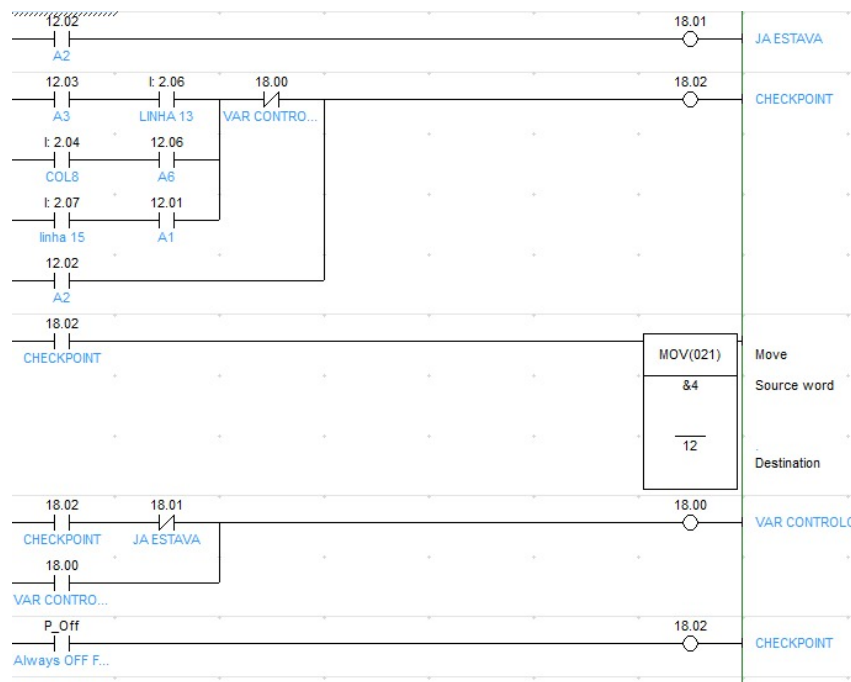 12.02 18.01
A2 JA ESTAVA
12.03 I: 2.06 18.00 18.02
A3 LINHA 13 VAR CONTRO... CHECKPOINT
I: 2.04 12.06
COL8 A6
I: 2.07 12.01
linha 15 A1
12.02
A2
18.02
CHECKPOINT
MOV(021) Move
&4 Source word
12
Destination
18.02 18.01 18.00
CHECKPOINT JA ESTAVA VAR CONTROLO
18.00
VAR CONTRO...
P_Off 18.02
Always OFF F... CHECKPOINT